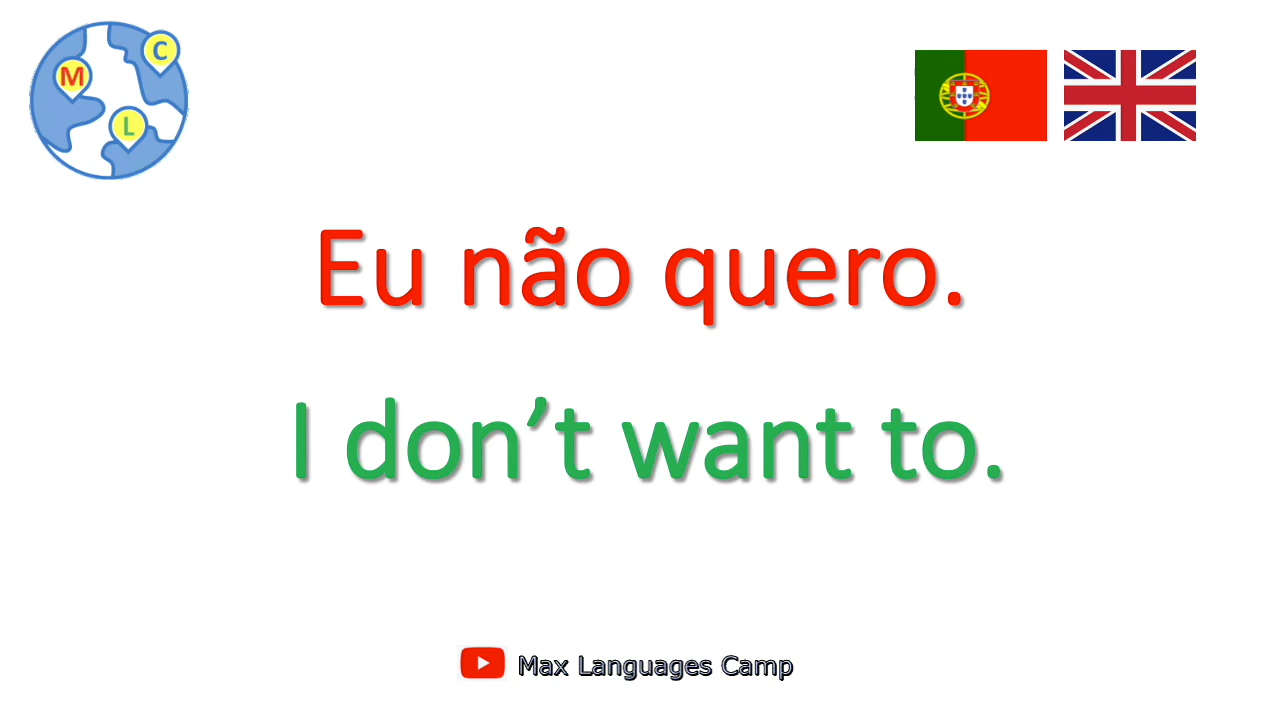 M
C
L
Eu não quero.
I don’t want to.
Max Languages Camp